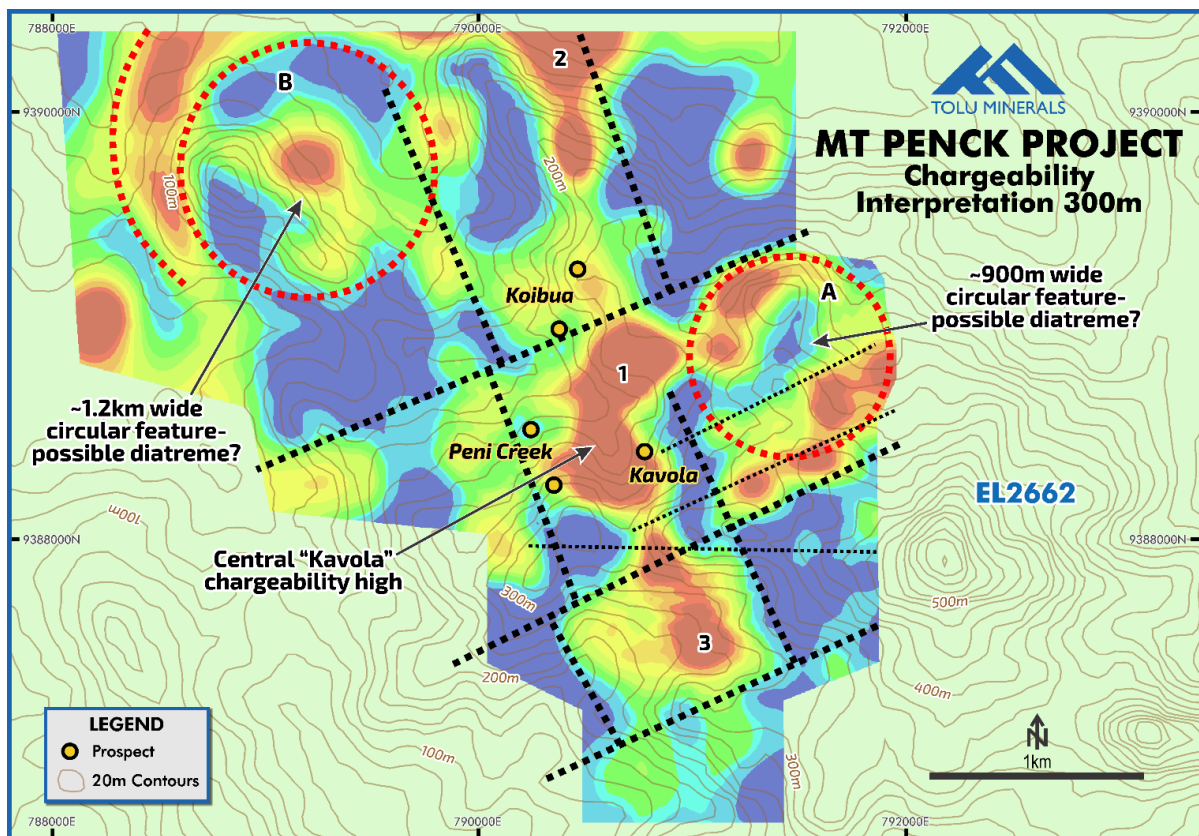 788000E
790000E
792000E
2
B
9390000N
9390000N
TOLU MINERALS
MT PENCK PROJECT
Chargeability
Interpretation 300m
100m
200m
Koibua
A
~900m wide
circular feature-
possible diatreme?
1
~1.2km wide
circular feature-
possible diatreme?
Peni Creek
Kavola
EL2662
100m
9388000N
9388000N
Central “Kavola”
chargeability high
300m
500m
3
200m
400m
LEGEND
Prospect
20m Contours
100m
300m
N
1km
788000E
790000E
792000E